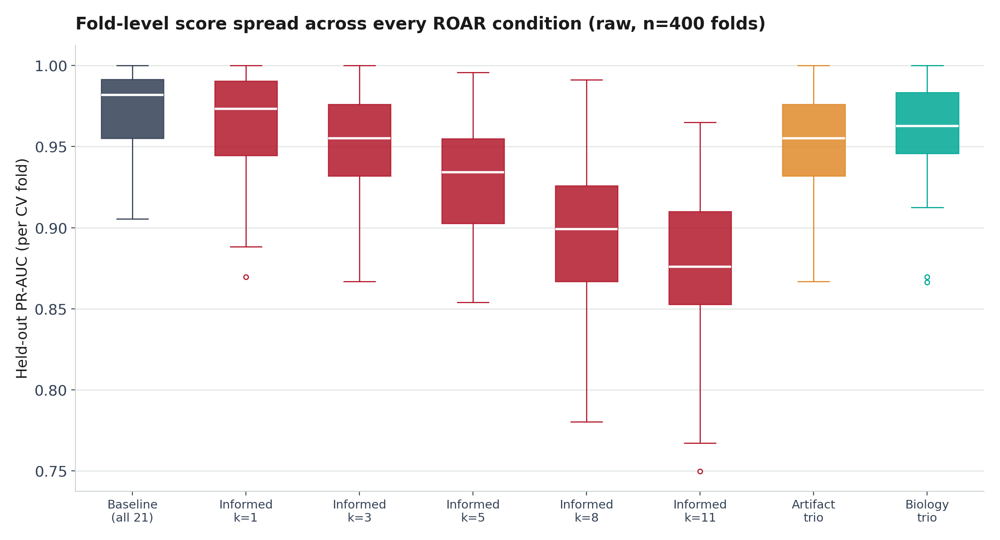 Fold-level score spread across every ROAR condition (raw, n=400 folds)
Held-out PR-AUC (per CV fold)
1.00
0.95
0.90
0.85
0.80
0.75
Baseline
(all 21)
Informed
k=1
Informed
k=3
Informed
k=5
Informed
k=8
Informed
k=11
Artifact
trio
Biology
trio